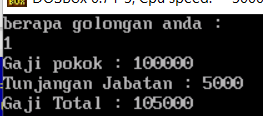 berapa golongan anda :
1
Gaji pokok : 100000
Tunjangan Jabatan : 5000
Gaji Total : 105000